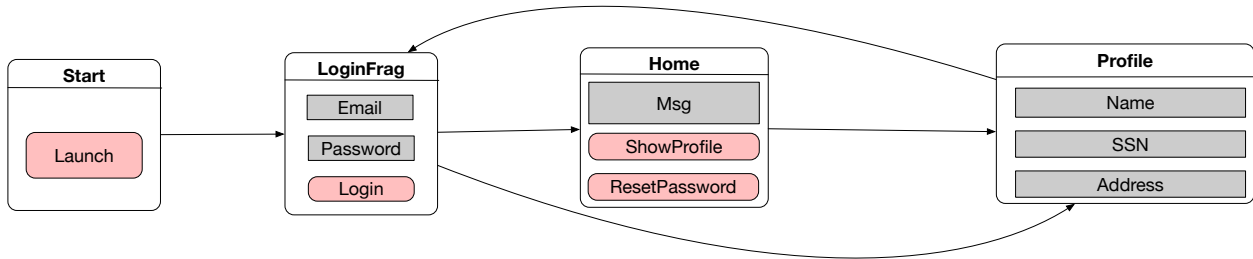 Start
Launch
LoginFrag
Email
Password
Login
Home
Msg
ShowProfile
ResetPassword
Profile
Name
SSN
Address